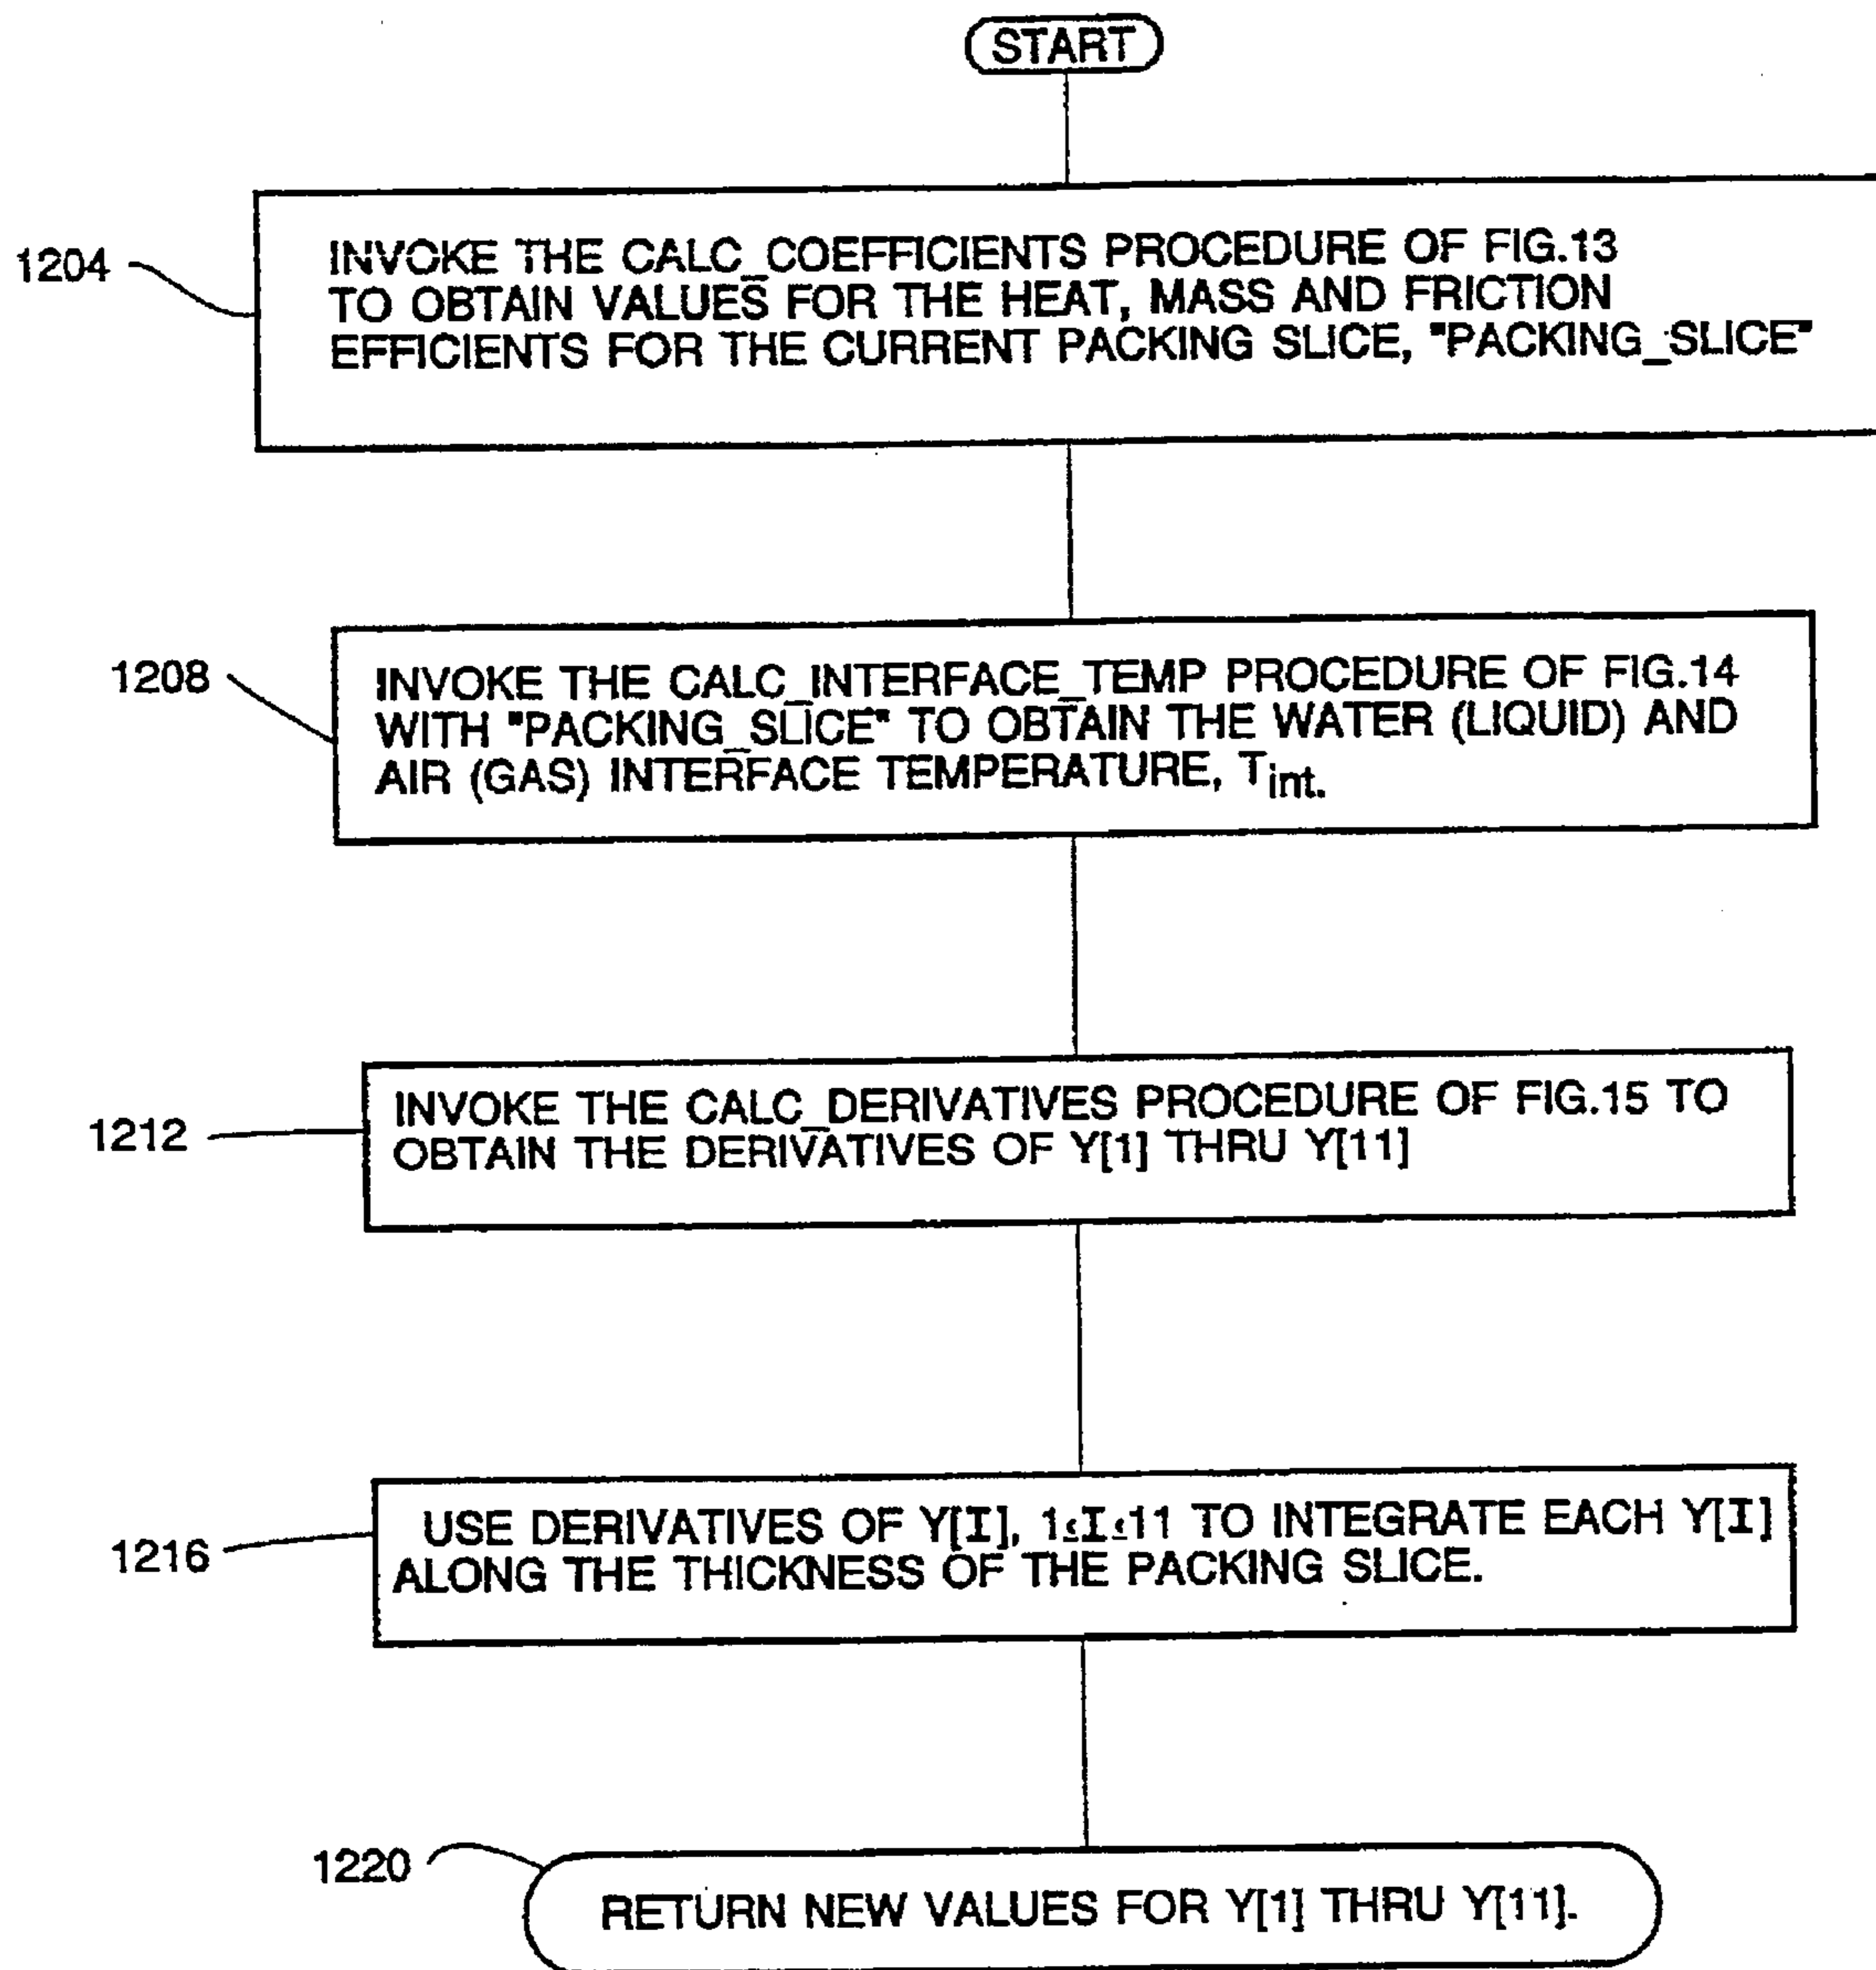 START
1204
INVOKE THE CALC_COEFFICIENTS PROCEDURE OF FIG.13
TO OBTAIN VALUES FOR THE HEAT, MASS AND FRICTION
EFFICIENTS FOR THE CURRENT PACKING SLICE, "PACKING_SLICE"
1208
INVOKE THE CALC_INTERFACE_TEMP PROCEDURE OF FIG.14
WITH "PACKING_SLICE" TO OBTAIN THE WATER (LIQUID) AND
AIR (GAS) INTERFACE TEMPERATURE, Tint.
1212
INVOKE THE CALC_DERIVATIVES PROCEDURE OF FIG.15 TO
OBTAIN THE DERIVATIVES OF Y[1] THRU Y[11]
1216
USE DERIVATIVES OF Y[I], 1≤I≤11 TO INTEGRATE EACH Y[I]
ALONG THE THICKNESS OF THE PACKING SLICE.
1220
RETURN NEW VALUES FOR Y[1] THRU Y[11].